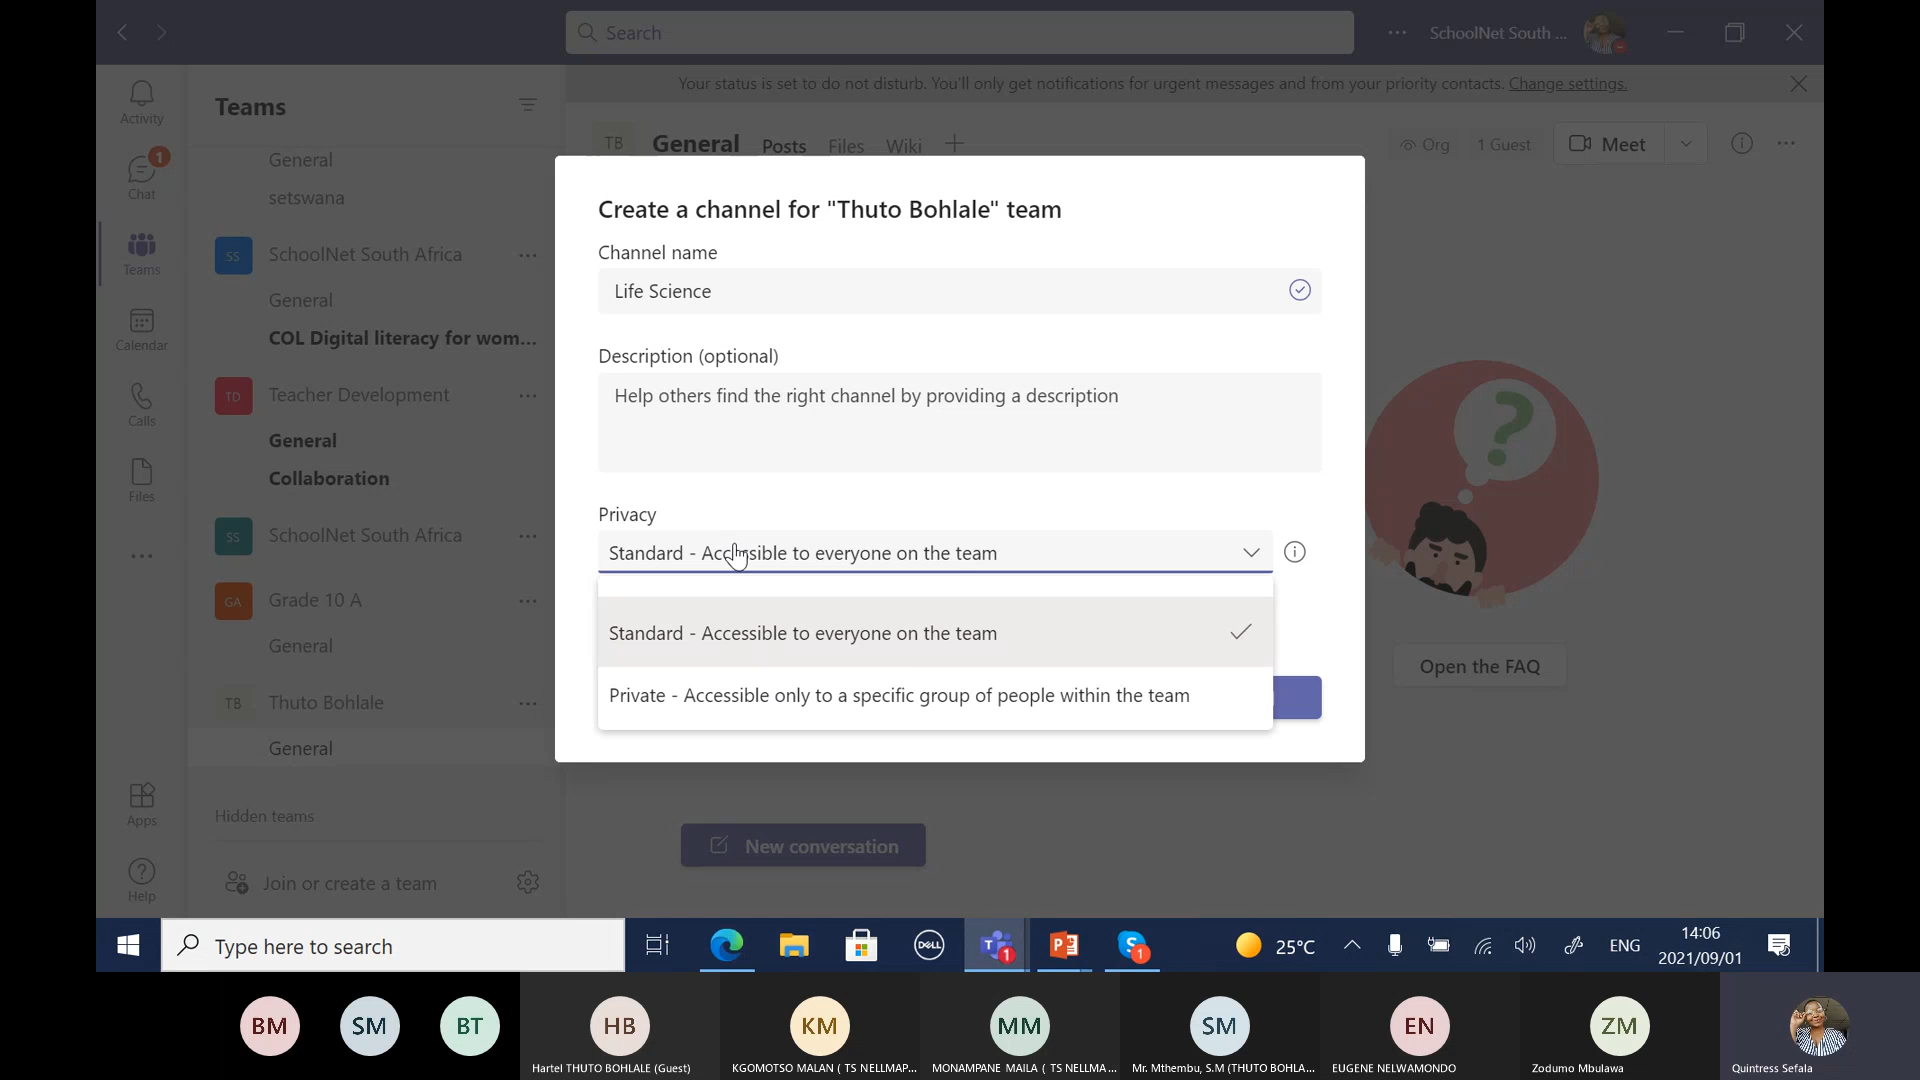 Search
SchoolNet South ...
Your status is set to do not disturb. You'll only get notifications for urgent messages and from your priority contacts. Change settings.
Activity
1
Chat
Teams
Calendar
Calls
Files
Apps
Help
Teams
General
setswana
SS SchoolNet South Africa ...
General
COL Digital literacy for wom...
TD Teacher Development ...
General
Collaboration
SS SchoolNet South Africa ...
GA Grade 10 A ...
General
TB Thuto Bohlale ...
General
Hidden teams
Join or create a team
TB General Posts Files Wiki
Org 1 Guest Meet
Create a channel for "Thuto Bohlale" team
Channel name
Life Science
Description (optional)
Help others find the right channel by providing a description
Privacy
Standard - Accessible to everyone on the team
Standard - Accessible to everyone on the team
Private - Accessible only to a specific group of people within the team
?
Open the FAQ
New conversation
Type here to search
DELL
T 1
P
S 1
25°C
ENG
14:06
2021/09/01
BM SM BT HB KM MM SM EN ZM
Hartel THUTO BOHLALE (Guest)
KGOMOTSO MALAN ( TS NELLMAP...
MONAMPANE MAILA ( TS NELLMA...
Mr. Mthembu, S.M (THUTO BOHLA...
EUGENE NELWAMONDO
Zodumo Mbulawa
Quintress Sefala